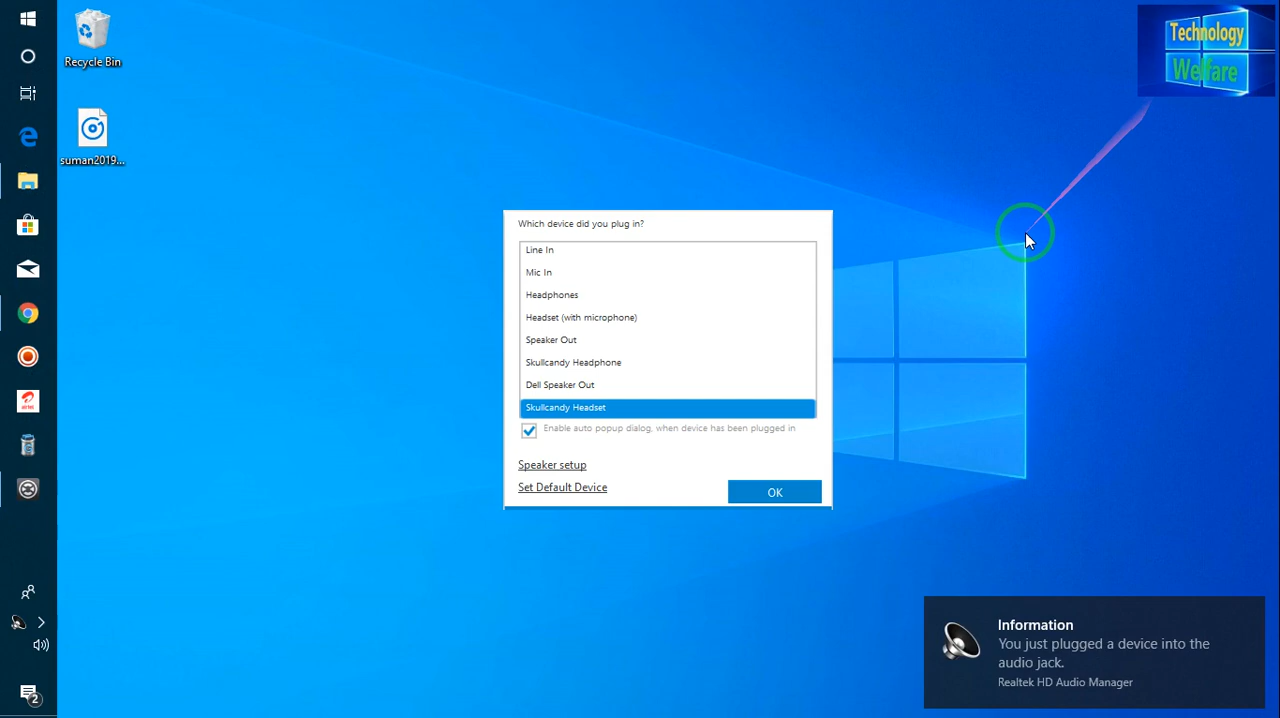 Recycle Bin
suman2019...
Technology
Welfare
Which device did you plug in?
Line In
Mic In
Headphones
Headset (with microphone)
Speaker Out
Skullcandy Headphone
Dell Speaker Out
Skullcandy Headset
Enable auto popup dialog, when device has been plugged in
Speaker setup
Set Default Device
OK
airtel
Information
You just plugged a device into the
audio jack.
Realtek HD Audio Manager
2